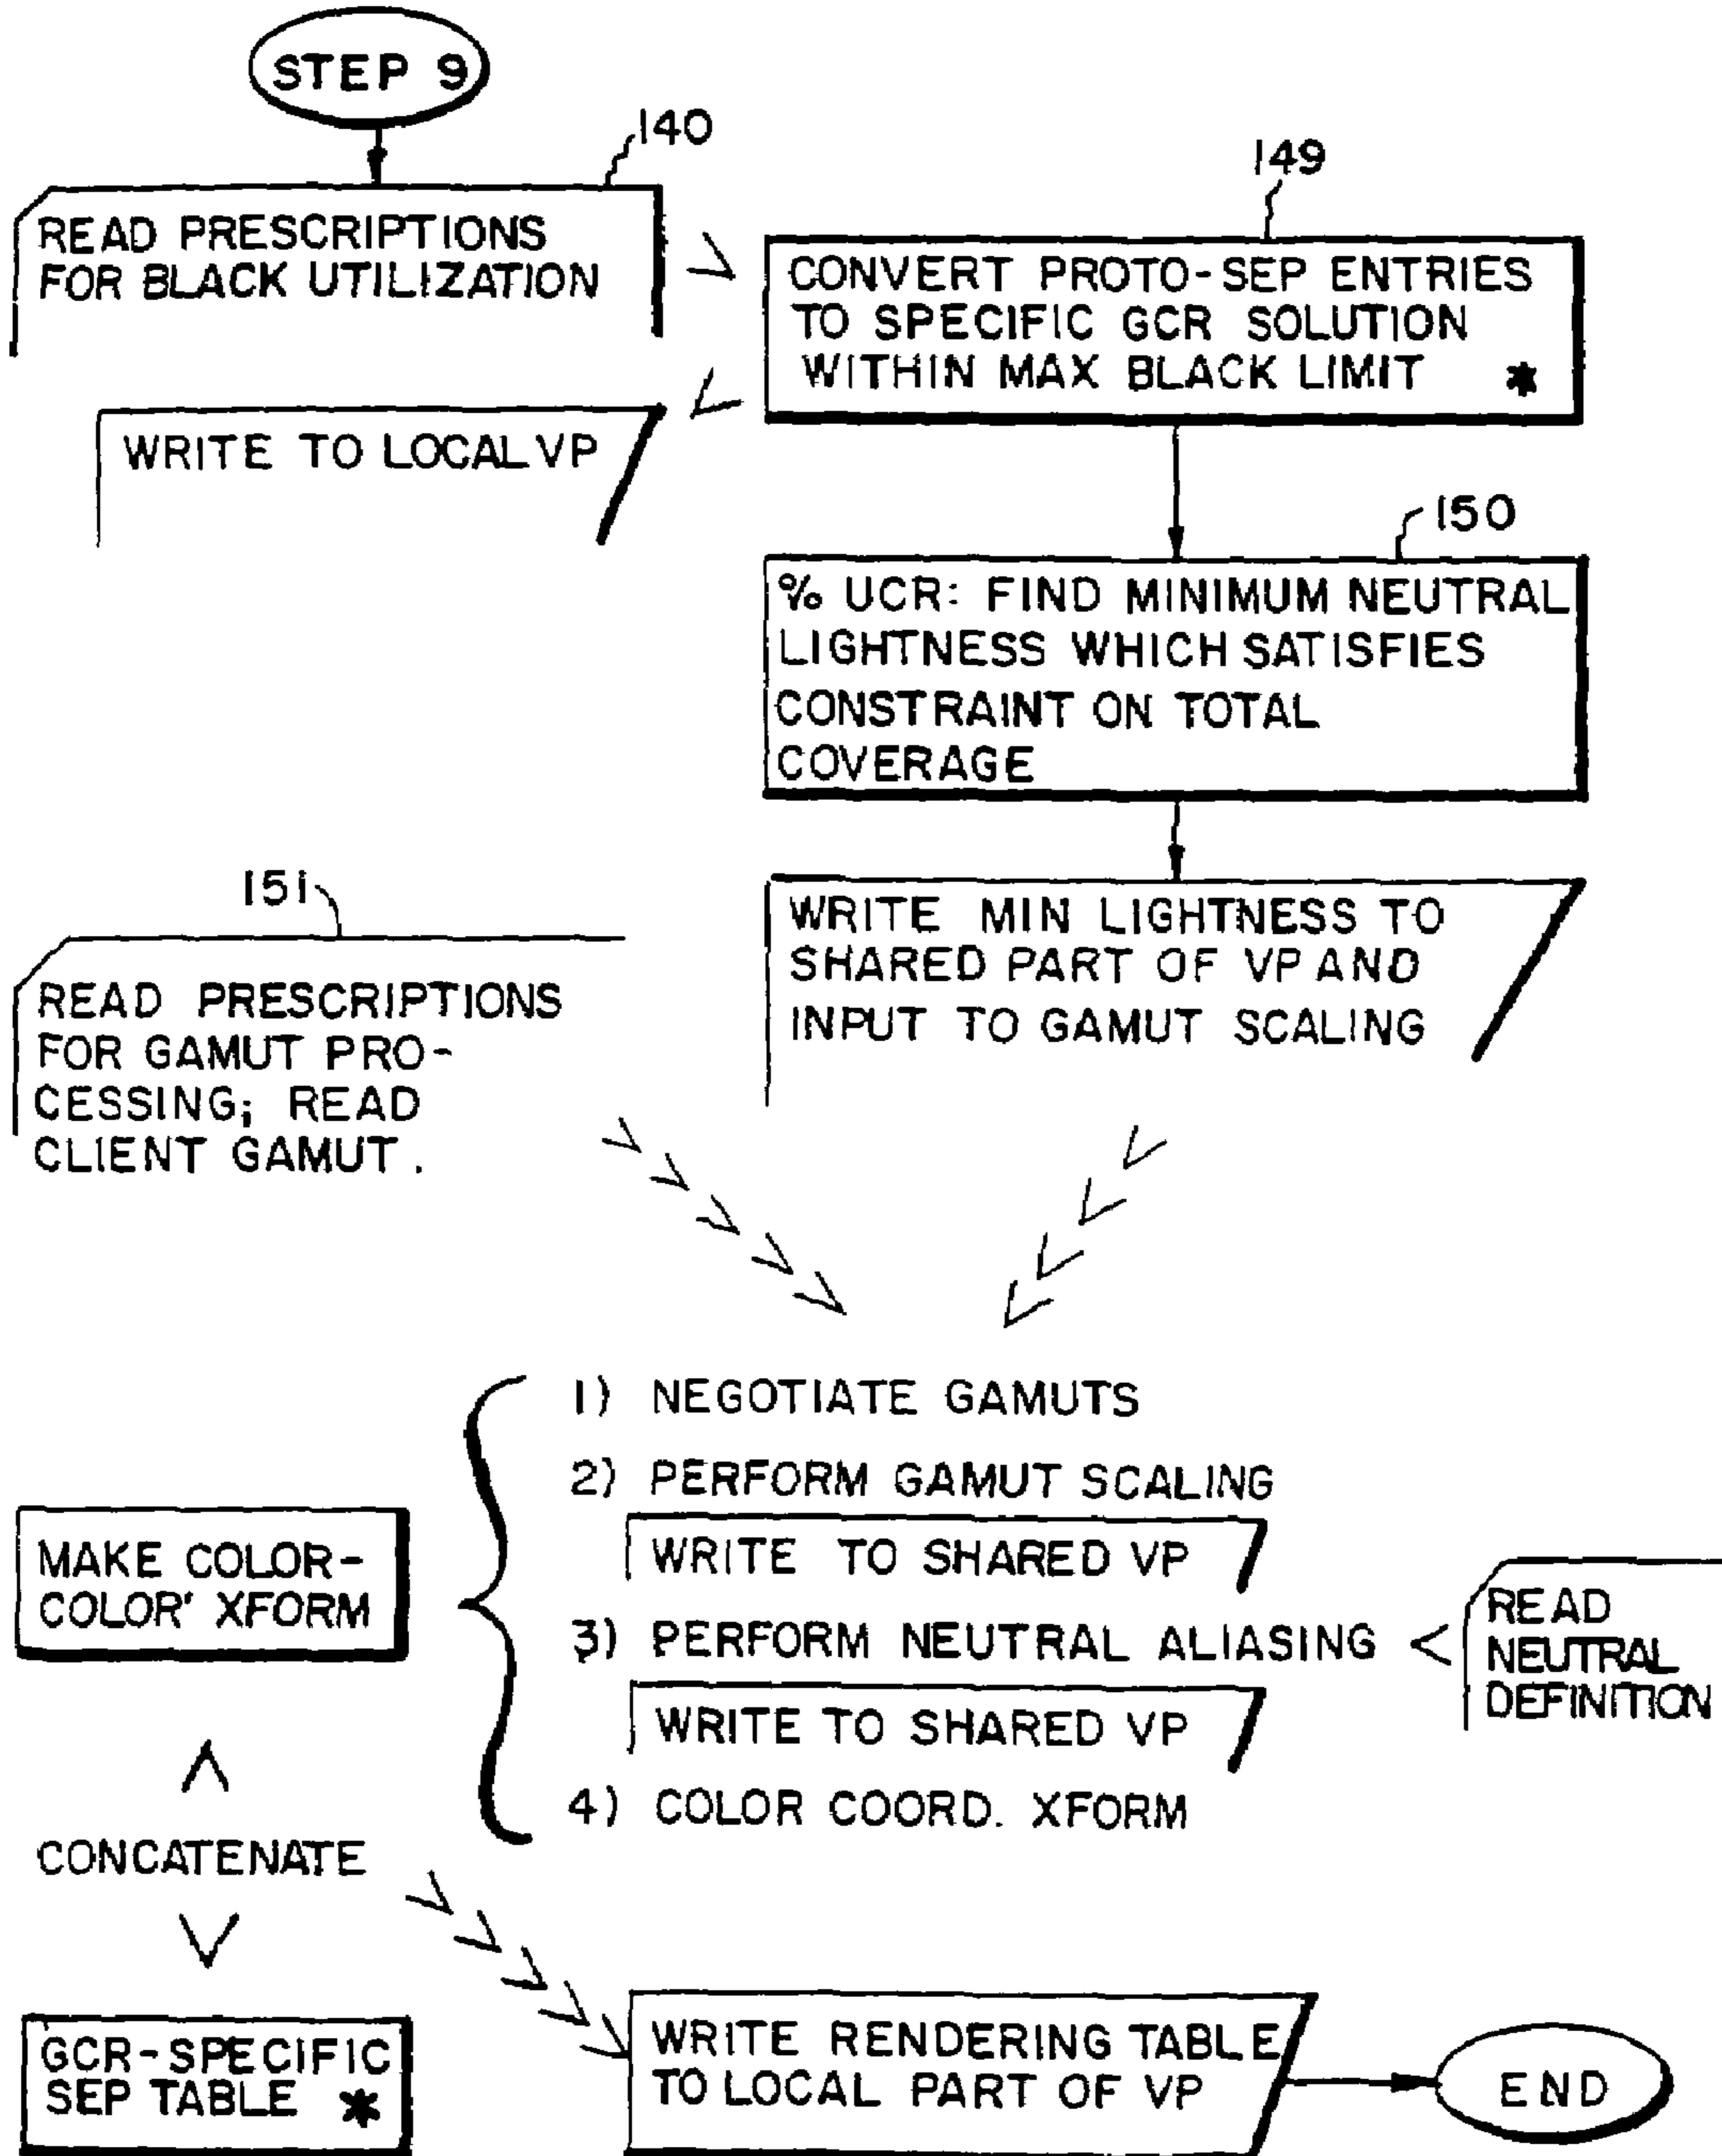 STEP 9
140
READ PRESCRIPTIONS
FOR BLACK UTILIZATION
149
CONVERT PROTO-SEP ENTRIES
TO SPECIFIC GCR SOLUTION
WITHIN MAX BLACK LIMIT *
WRITE TO LOCAL VP
150
% UCR: FIND MINIMUM NEUTRAL
LIGHTNESS WHICH SATISFIES
CONSTRAINT ON TOTAL
COVERAGE
WRITE MIN LIGHTNESS TO
SHARED PART OF VP AND
INPUT TO GAMUT SCALING
151
READ PRESCRIPTIONS
FOR GAMUT PRO-
CESSING; READ
CLIENT GAMUT.
MAKE COLOR-
COLOR' XFORM
1) NEGOTIATE GAMUTS
2) PERFORM GAMUT SCALING
WRITE TO SHARED VP
3) PERFORM NEUTRAL ALIASING
READ
NEUTRAL
DEFINITION
WRITE TO SHARED VP
4) COLOR COORD. XFORM
CONCATENATE
GCR-SPECIFIC
SEP TABLE *
WRITE RENDERING TABLE
TO LOCAL PART OF VP
END